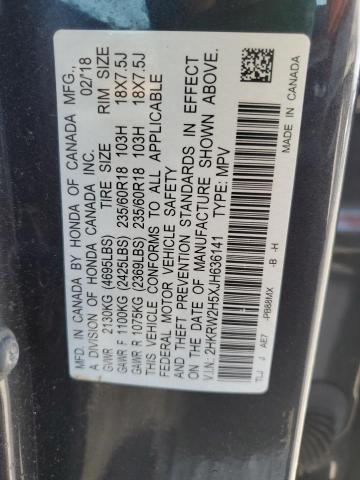 MFD. IN CANADA BY HONDA OF CANADA MFG.,
A DIVISION OF HONDA CANADA INC. 02/18
TIRE SIZE RIM SIZE
GVWR 2130KG (4695LBS)
GAWR F 1100KG (2425LBS) 235/60R18 103H 18X7.5J
GAWR R 1075KG (2369LBS) 235/60R18 103H 18X7.5J
THIS VEHICLE CONFORMS TO ALL APPLICABLE
FEDERAL MOTOR VEHICLE SAFETY
AND THEFT PREVENTION STANDARDS IN EFFECT
ON THE DATE OF MANUFACTURE SHOWN ABOVE.
V.I.N.: 2HKRW2H5XJH636141 TYPE: MPV
TLJ J AE7 -PB88MX -B -H
MADE IN CANADA